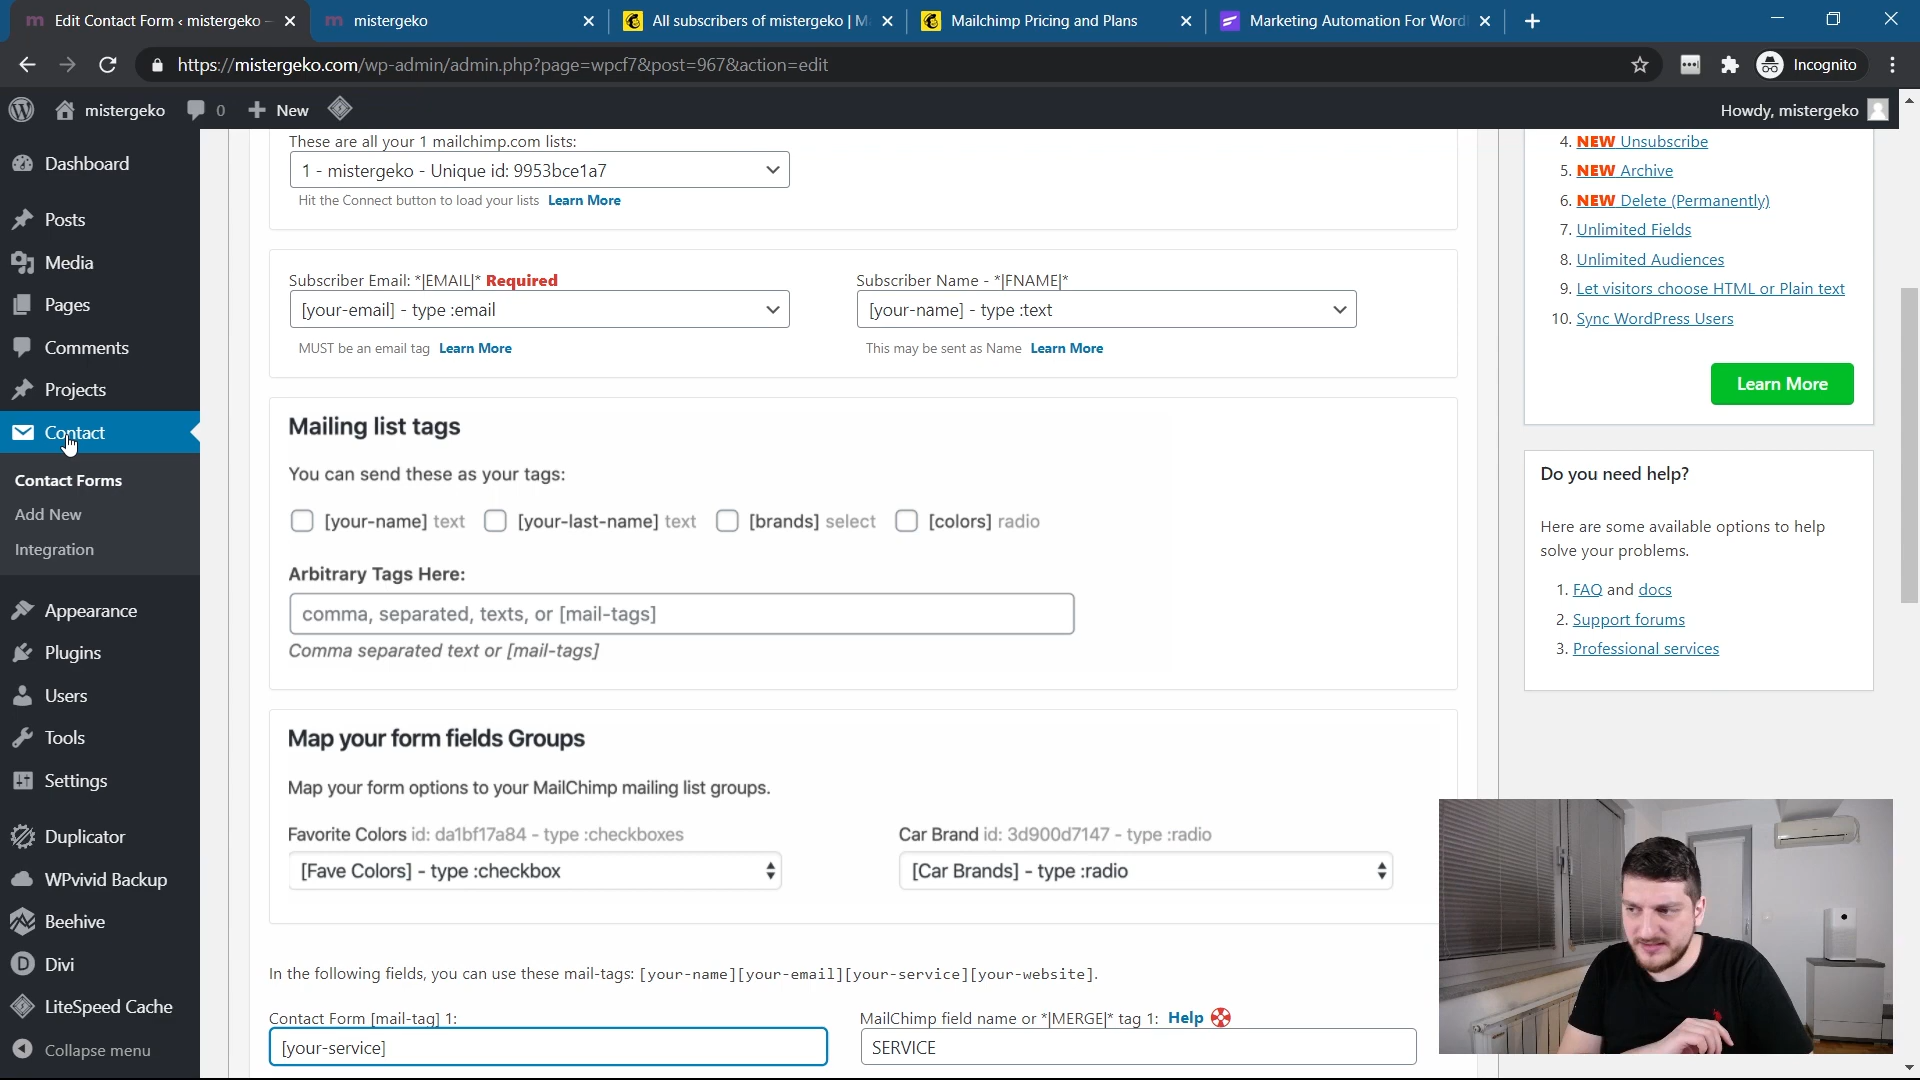 Edit Contact Form ‹ mistergeko –
mistergeko
All subscribers of mistergeko | M
Mailchimp Pricing and Plans
Marketing Automation For Word
https://mistergeko.com/wp-admin/admin.php?page=wpcf7&post=967&action=edit
Incognito
mistergeko
0
New
Howdy, mistergeko
Dashboard
Posts
Media
Pages
Comments
Projects
Contact
Contact Forms
Add New
Integration
Appearance
Plugins
Users
Tools
Settings
Duplicator
WPvivid Backup
Beehive
Divi
LiteSpeed Cache
Collapse menu
These are all your 1 mailchimp.com lists:
1 - mistergeko - Unique id: 9953bce1a7
Hit the Connect button to load your lists Learn More
Subscriber Email: *|EMAIL|* Required
[your-email] - type :email
MUST be an email tag Learn More
Subscriber Name - *|FNAME|*
[your-name] - type :text
This may be sent as Name Learn More
Mailing list tags
You can send these as your tags:
[your-name] text [your-last-name] text [brands] select [colors] radio
Arbitrary Tags Here:
comma, separated, texts, or [mail-tags]
Comma separated text or [mail-tags]
Map your form fields Groups
Map your form options to your MailChimp mailing list groups.
Favorite Colors id: da1bf17a84 - type :checkboxes
[Fave Colors] - type :checkbox
Car Brand id: 3d900d7147 - type :radio
[Car Brands] - type :radio
In the following fields, you can use these mail-tags: [your-name][your-email][your-service][your-website].
Contact Form [mail-tag] 1:
[your-service]
MailChimp field name or *|MERGE|* tag 1: Help
SERVICE
4. NEW Unsubscribe
5. NEW Archive
6. NEW Delete (Permanently)
7. Unlimited Fields
8. Unlimited Audiences
9. Let visitors choose HTML or Plain text
10. Sync WordPress Users
Learn More
Do you need help?
Here are some available options to help
solve your problems.
1. FAQ and docs
2. Support forums
3. Professional services